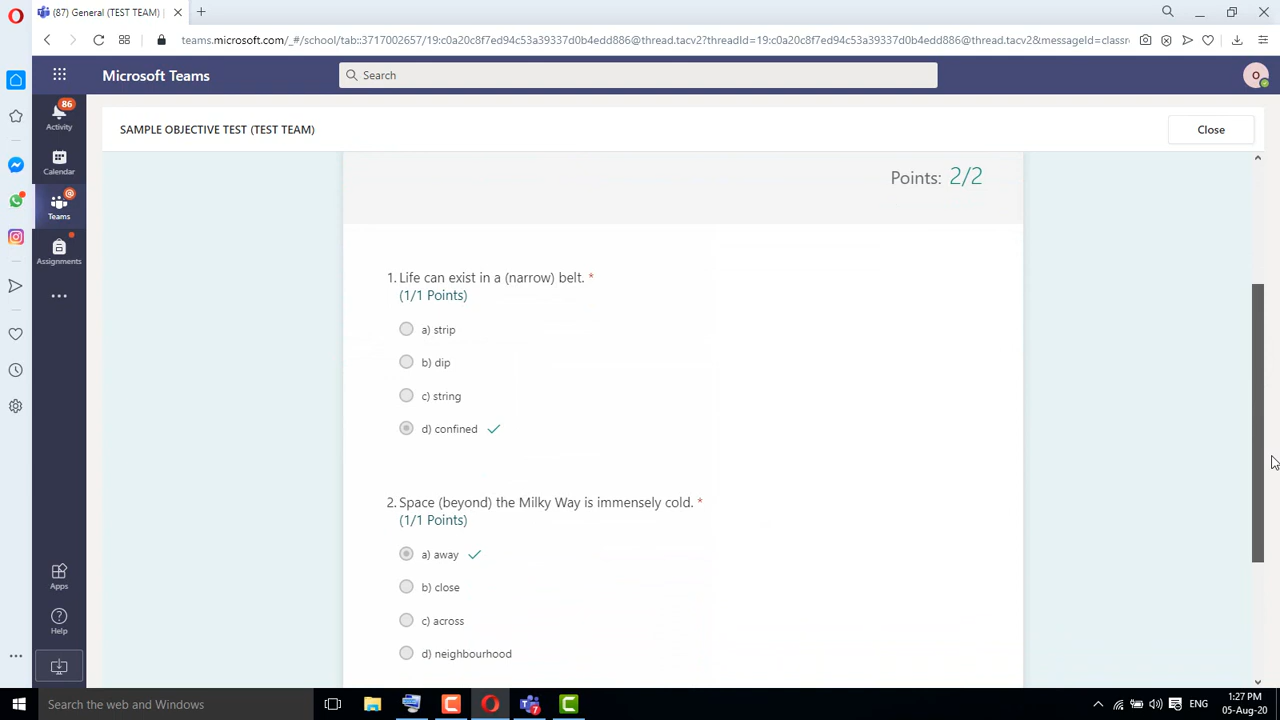 (87) General (TEST TEAM) |
teams.microsoft.com/_#/school/tab::3717002657/19:c0a20c8f7ed94c53a39337d0b4edd886@thread.tacv2?threadId=19:c0a20c8f7ed94c53a39337d0b4edd886@thread.tacv2&messageId=classr
Microsoft Teams
Search
O
86
Activity
SAMPLE OBJECTIVE TEST (TEST TEAM)
Close
Calendar
Points: 2/2
Teams
Assignments
1. Life can exist in a (narrow) belt. *
(1/1 Points)
a) strip
b) dip
c) string
d) confined
2. Space (beyond) the Milky Way is immensely cold. *
(1/1 Points)
a) away
b) close
c) across
d) neighbourhood
Apps
Help
Search the web and Windows
7
ENG
1:27 PM
05-Aug-20